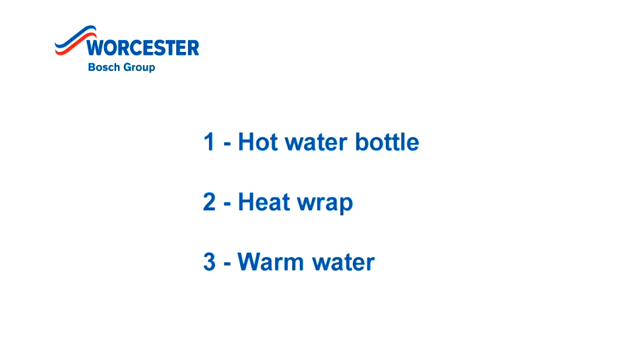 WORCESTER
Bosch Group
1 - Hot water bottle
2 - Heat wrap
3 - Warm water